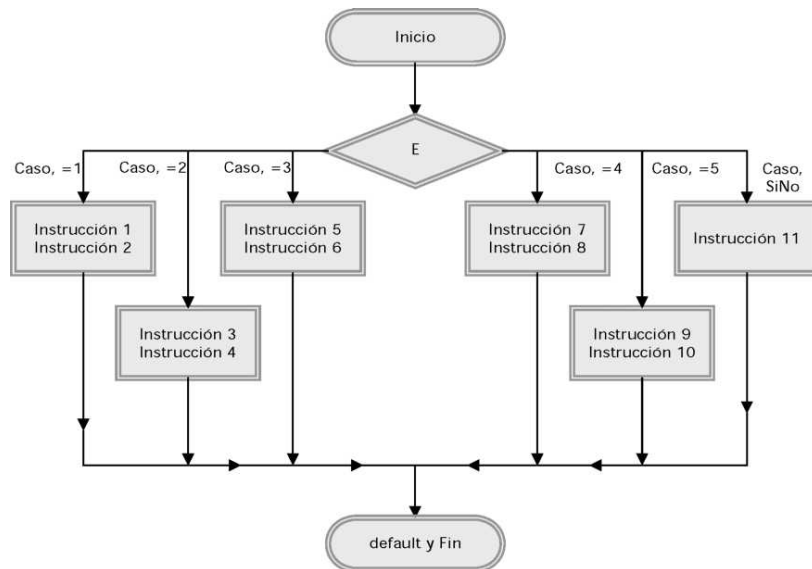 Inicio
E
Caso, =1
Caso, =2
Caso, =3
Caso, =4
Caso, =5
Caso,
SiNo
Instrucción 1
Instrucción 2
Instrucción 5
Instrucción 6
Instrucción 7
Instrucción 8
Instrucción 11
Instrucción 3
Instrucción 4
Instrucción 9
Instrucción 10
default y Fin